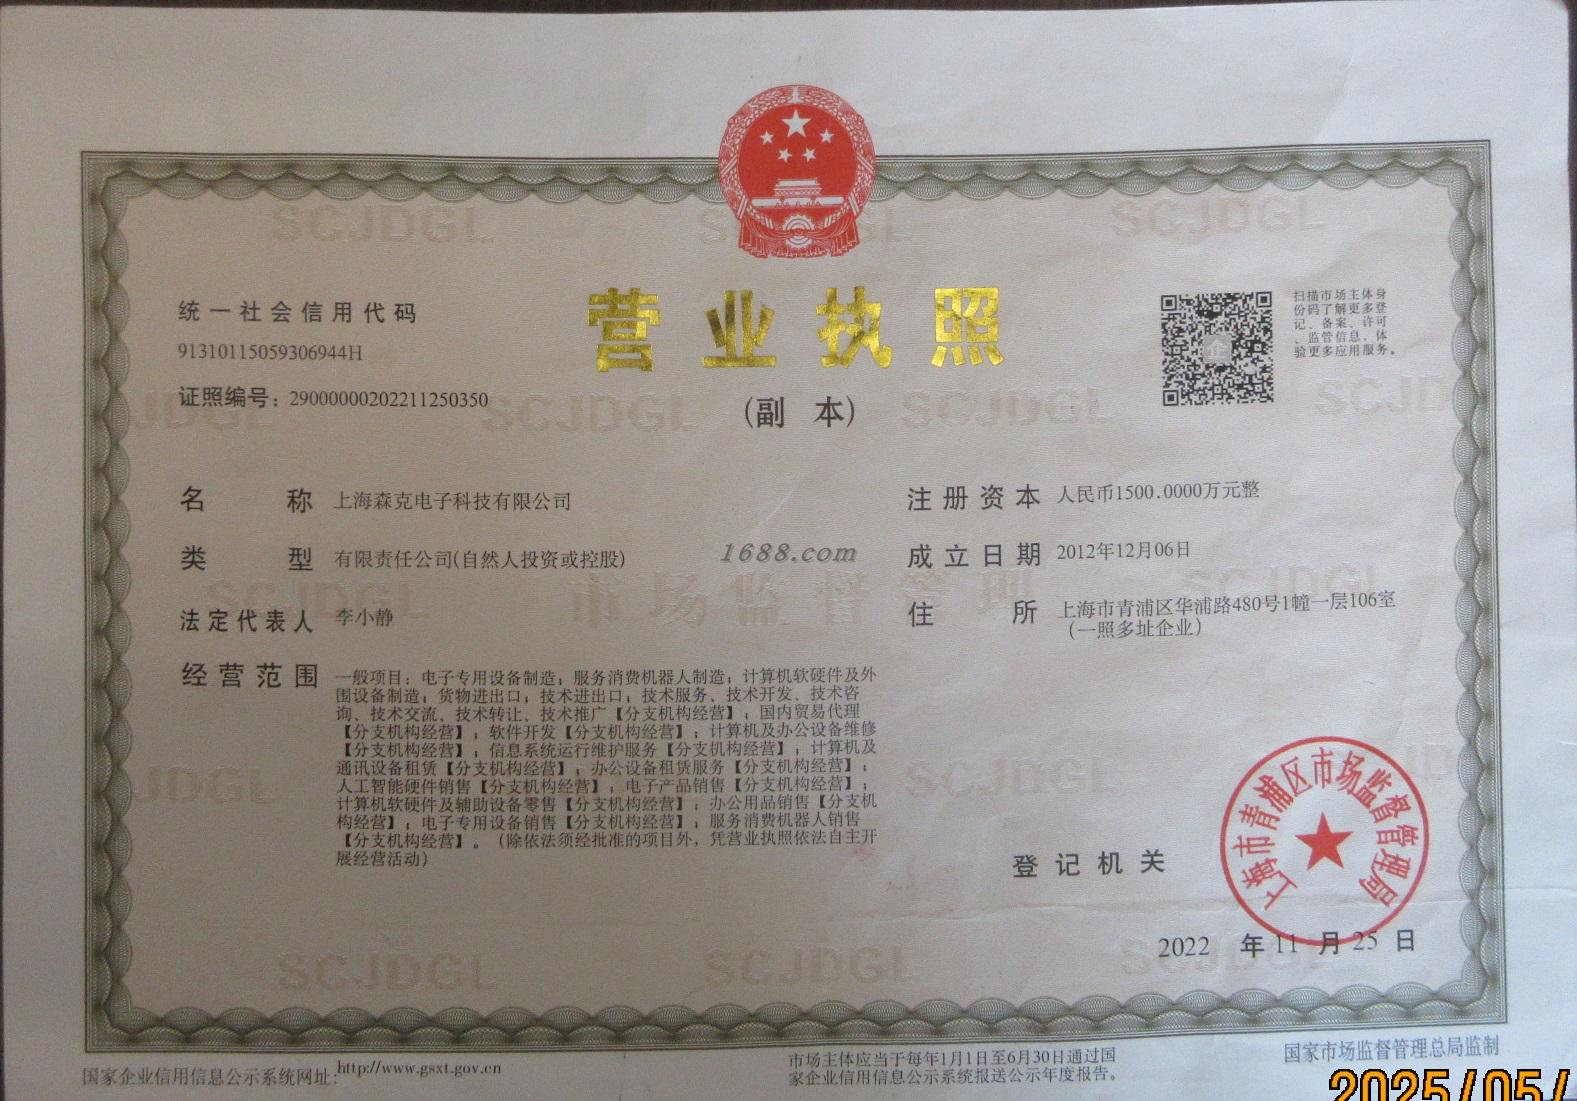 SCJDGL
SCJDGL
统一社会信用代码
91310115059306944H
证照编号：29000000202211250350
营业执照
(副 本)
扫描市场主体身
份码了解更多登
记、备案、许可
、监管信息，体
验更多应用服务。
JDGL
SCJDGL
SCJDGL
SCJD
名 称 上海森克电子科技有限公司
类 型 有限责任公司(自然人投资或控股)
法定代表人 李小静
经营范围 一般项目：电子专用设备制造；服务消费机器人制造；计算机软硬件及外
围设备制造；货物进出口；技术进出口；技术服务、技术开发、技术咨
询、技术交流、技术转让、技术推广【分支机构经营】；国内贸易代理
【分支机构经营】；软件开发【分支机构经营】；计算机及办公设备维修
【分支机构经营】；信息系统运行维护服务【分支机构经营】；计算机及
通讯设备租赁【分支机构经营】；办公设备租赁服务【分支机构经营】；
人工智能硬件销售【分支机构经营】；电子产品销售【分支机构经营】；
计算机软硬件及辅助设备零售【分支机构经营】；办公用品销售【分支机
构经营】；电子专用设备销售【分支机构经营】；服务消费机器人销售
【分支机构经营】。（除依法须经批准的项目外，凭营业执照依法自主开
展经营活动）
1688.com
注册资本 人民币1500.0000万元整
成立日期 2012年12月06日
住 所 上海市青浦区华浦路480号1幢一层106室
（一照多址企业）
SCJDGL
市场监督管理
SCJDGL
JDGL
SCJDGL
登记机关
上海市青浦区市场监督管理局
2022 年 11 月 25 日
SCJDGL
SCJDGL
国家企业信用信息公示系统网址：http://www.gsxt.gov.cn
市场主体应当于每年1月1日至6月30日通过国
家企业信用信息公示系统报送公示年度报告。
国家市场监督管理总局监制
2025/05/